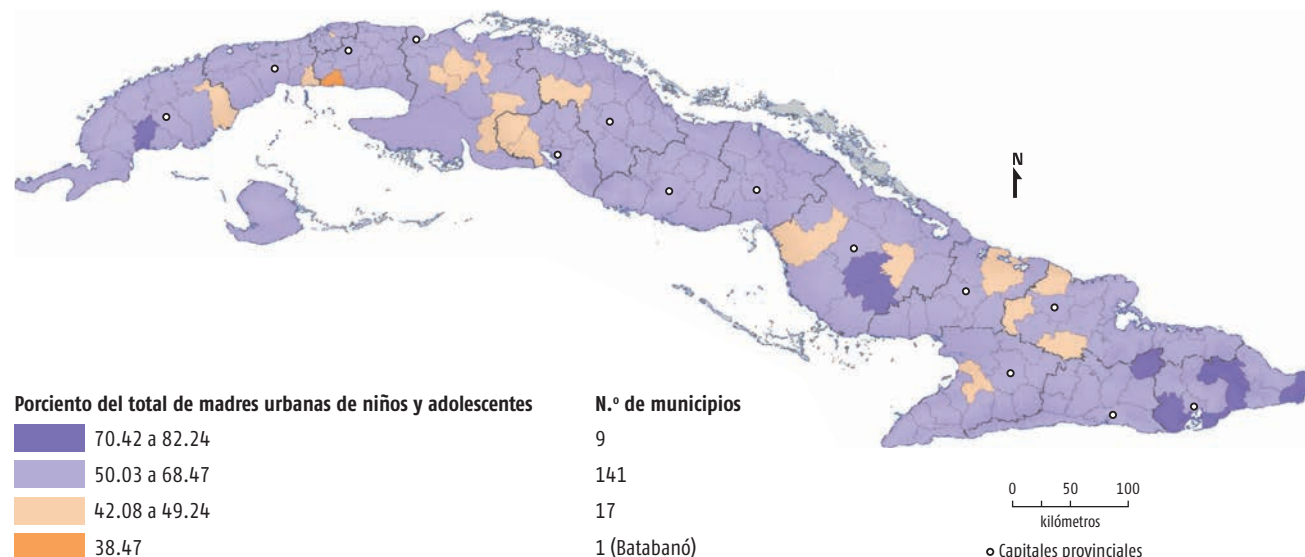 N
Porciento del total de madres urbanas de niños y adolescentes
N.º de municipios
70.42 a 82.24
9
50.03 a 68.47
141
42.08 a 49.24
17
38.47
1 (Batabanó)
0 50 100
kilómetros
Capitales provinciales